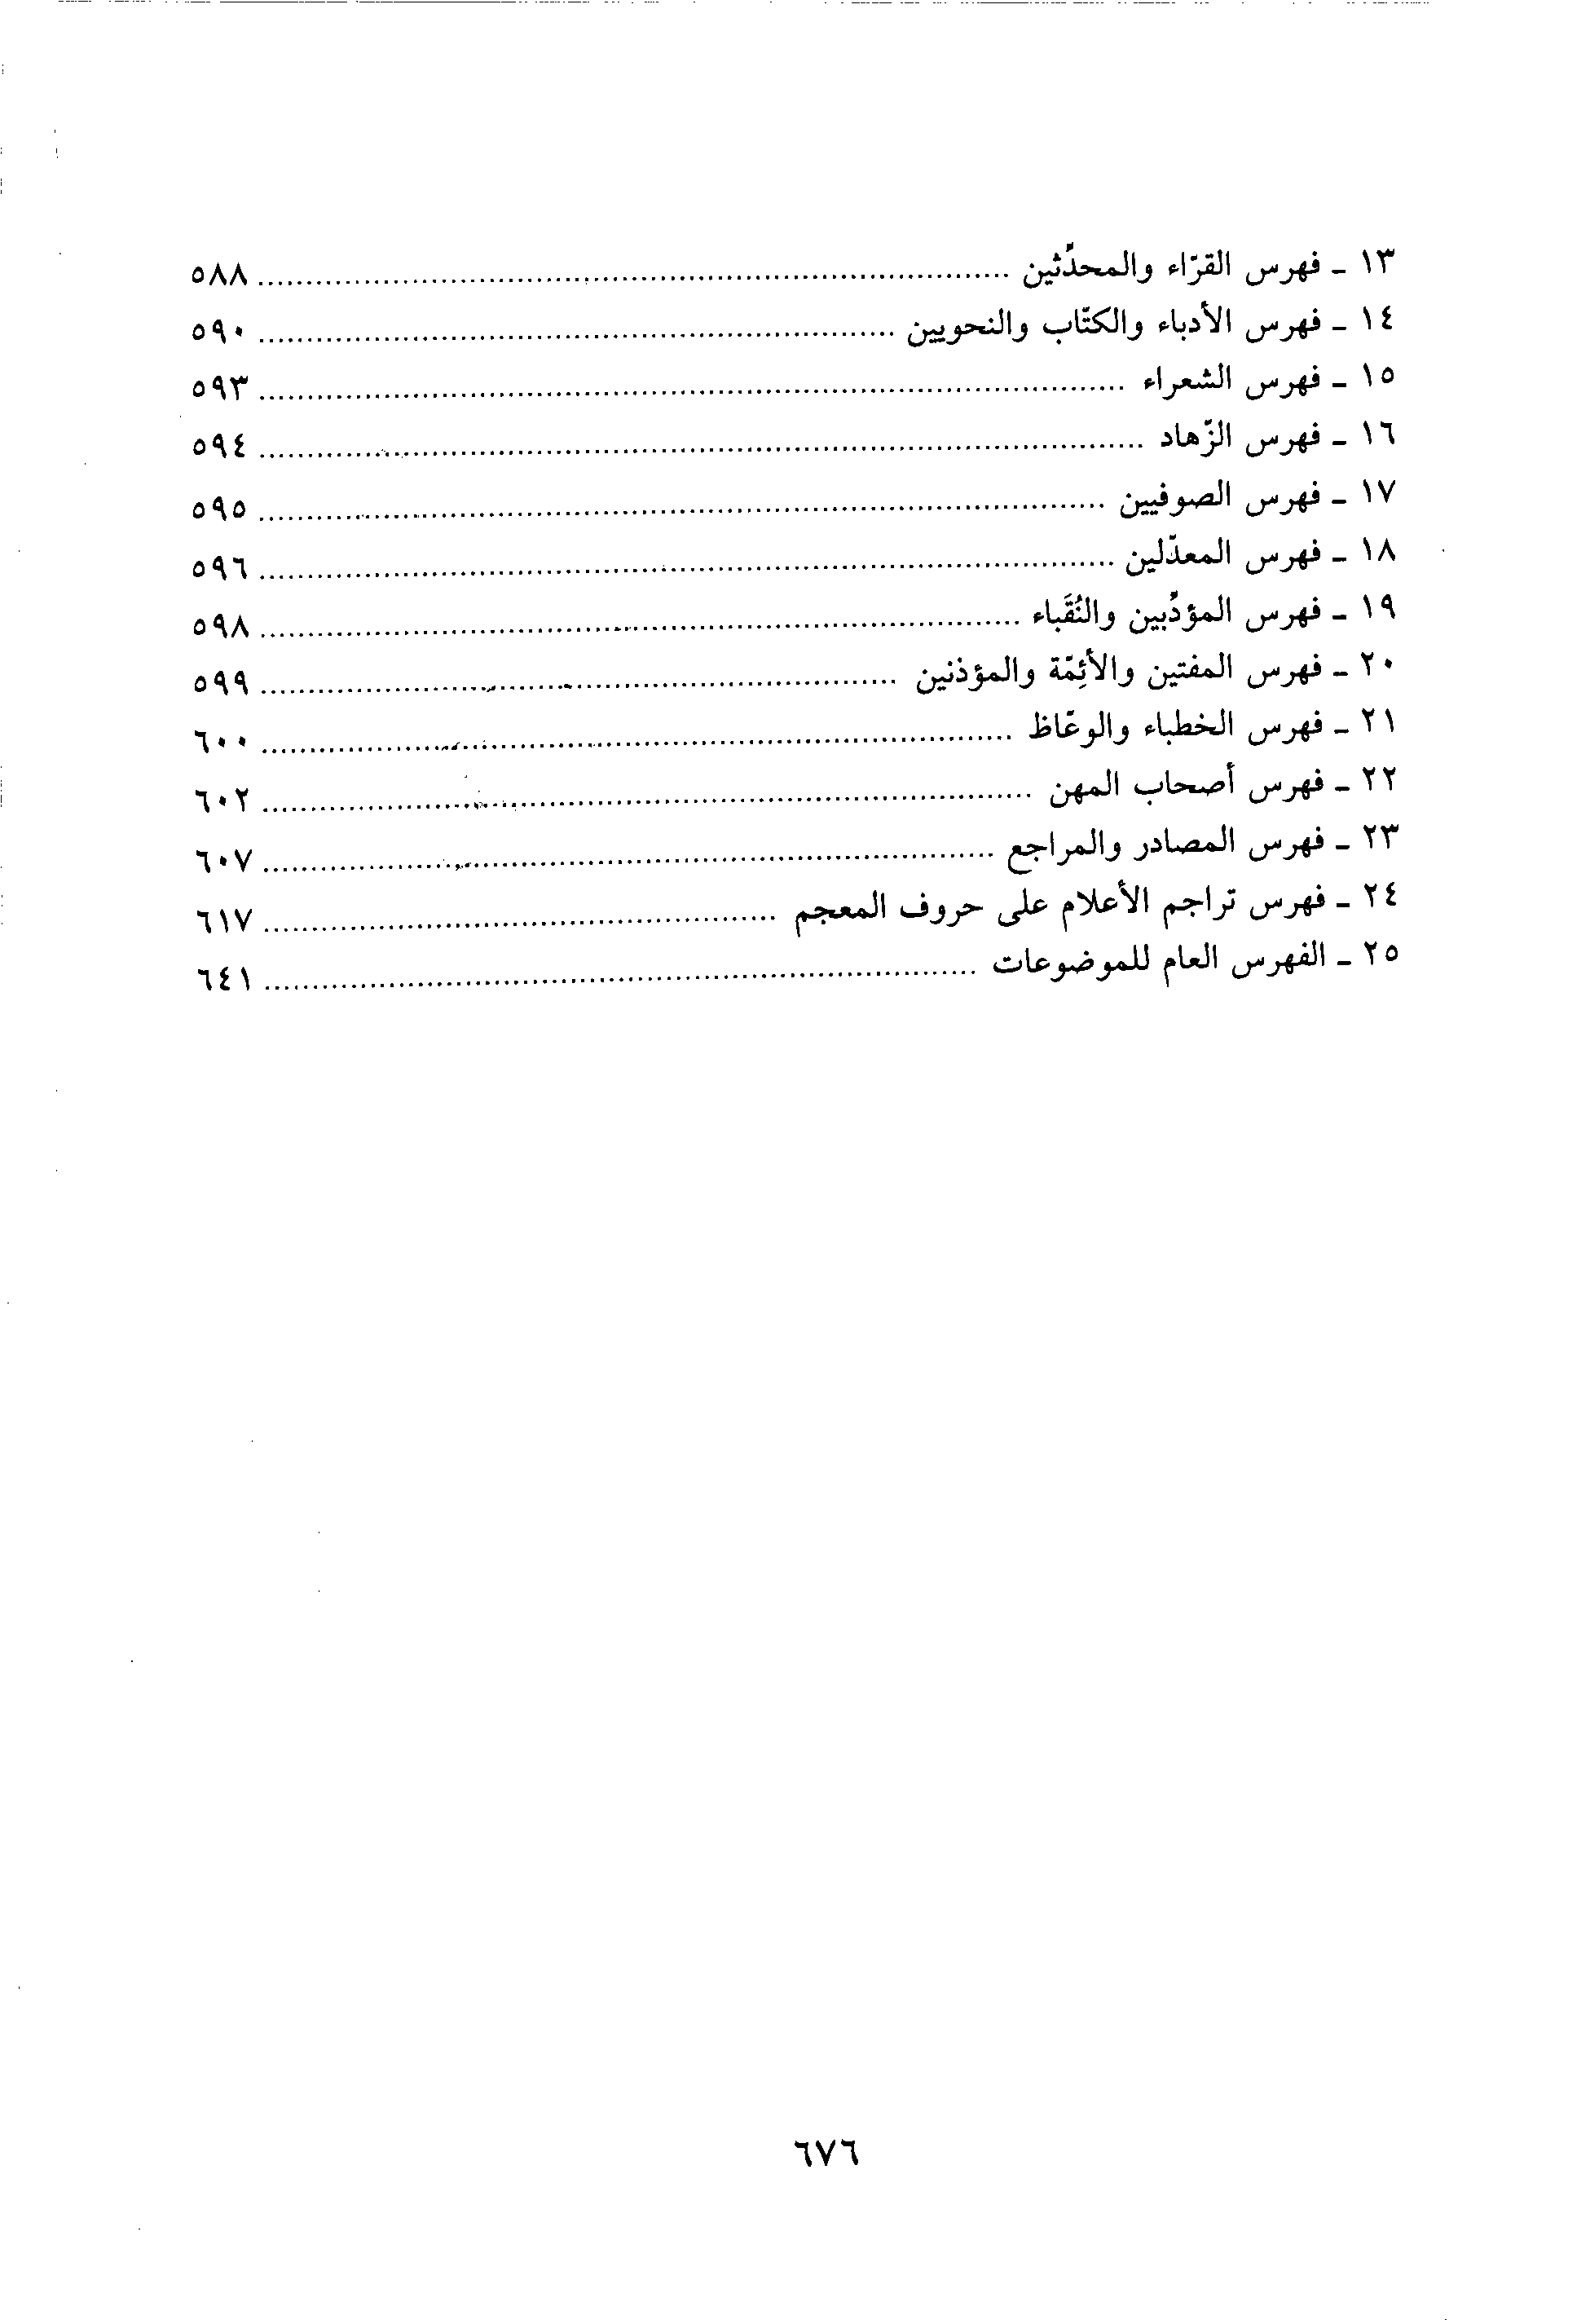 ١٣ ـ فهرس القرّاء والمحدِّثين ........ ٥٨٨
١٤ ـ فهرس الأدباء والكتّاب والنحويين ........ ٥٩٠
١٥ ـ فهرس الشعراء ........ ٥٩٣
١٦ ـ فهرس الزّهاد ........ ٥٩٤
١٧ ـ فهرس الصوفيين ........ ٥٩٥
١٨ ـ فهرس المعدّلين ........ ٥٩٦
١٩ ـ فهرس المؤدِّبين والنُقَباء ........ ٥٩٨
٢٠ ـ فهرس المفتين والأئِمّة والمؤذنين ........ ٥٩٩
٢١ ـ فهرس الخطباء والوعّاظ ........ ٦٠٠
٢٢ ـ فهرس أصحاب المهن ........ ٦٠٢
٢٣ ـ فهرس المصادر والمراجع ........ ٦٠٧
٢٤ ـ فهرس تراجم الأعلام على حروف المعجم ........ ٦١٧
٢٥ ـ الفهرس العام للموضوعات ........ ٦٤١
٦٧٦